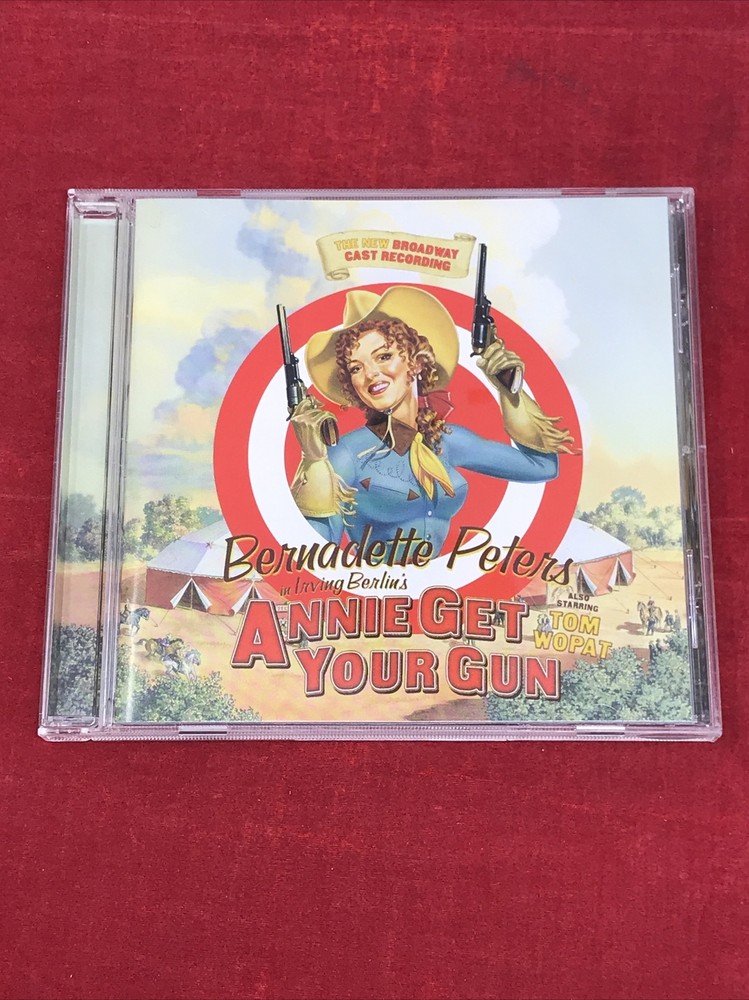 THE NEW BROADWAY
CAST RECORDING
Bernadette Peters
in Irving Berlin's
ANNIE GET
YOUR GUN
ALSO
STARRING
TOM
WOPAT